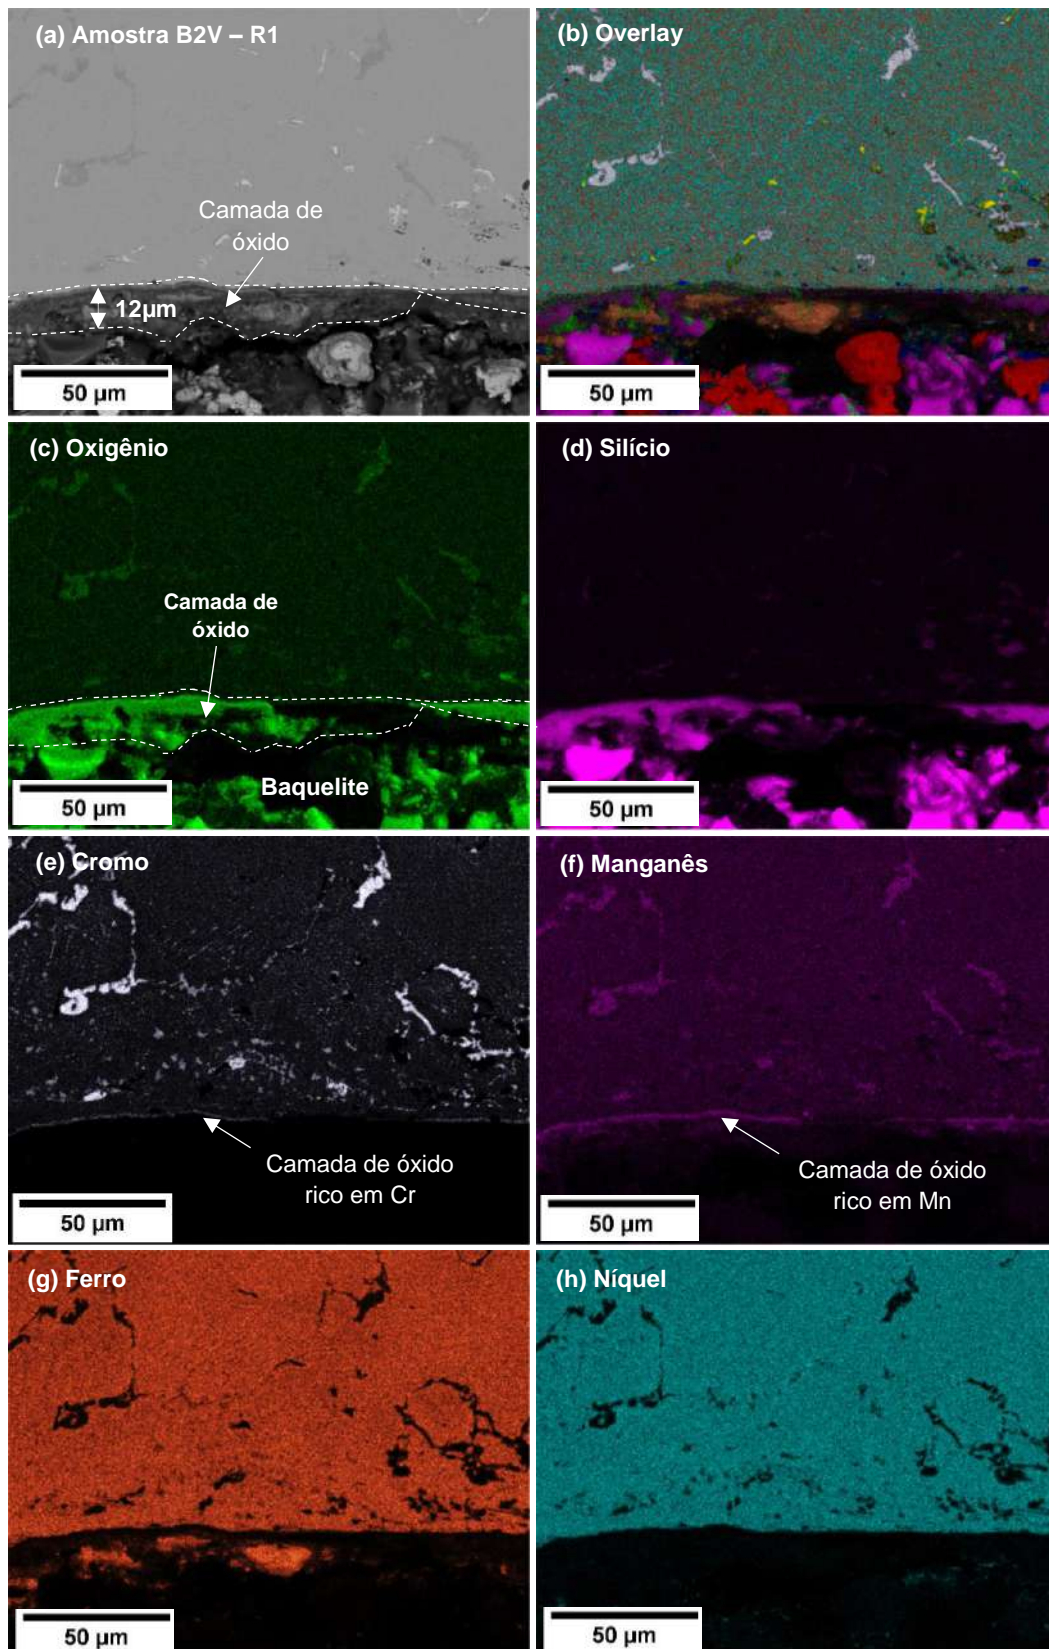 (a) Amostra B2V – R1
Camada de
óxido
12µm
50 µm
(b) Overlay
50 µm
(c) Oxigênio
Camada de
óxido
Baquelite
50 µm
(d) Silício
50 µm
(e) Cromo
Camada de óxido
rico em Cr
50 µm
(f) Manganês
Camada de óxido
rico em Mn
50 µm
(g) Ferro
50 µm
(h) Níquel
50 µm